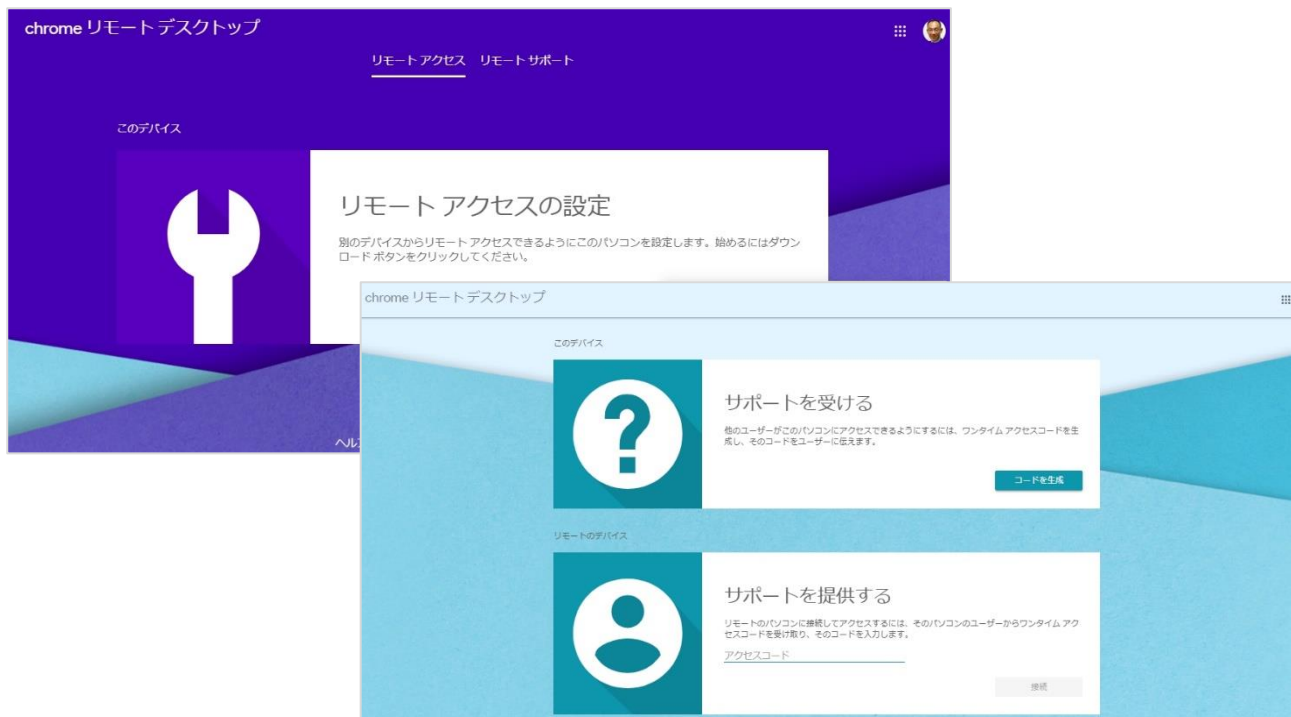 chrome リモート デスクトップ
リモート アクセス リモート サポート
このデバイス
リモート アクセスの設定
別のデバイスからリモート アクセスできるようにこのパソコンを設定します。始めるにはダウン
ロード ボタンをクリックしてください。
chrome リモート デスクトップ
このデバイス
サポートを受ける
他のユーザーがこのパソコンにアクセスできるようにするには、ワンタイム アクセスコードを生
成し、そのコードをユーザーに伝えます。
コードを生成
リモートのデバイス
サポートを提供する
リモートのパソコンに接続してアクセスするには、そのパソコンのユーザーからワンタイム アク
セスコードを受け取り、そのコードを入力します。
アクセスコード
接続